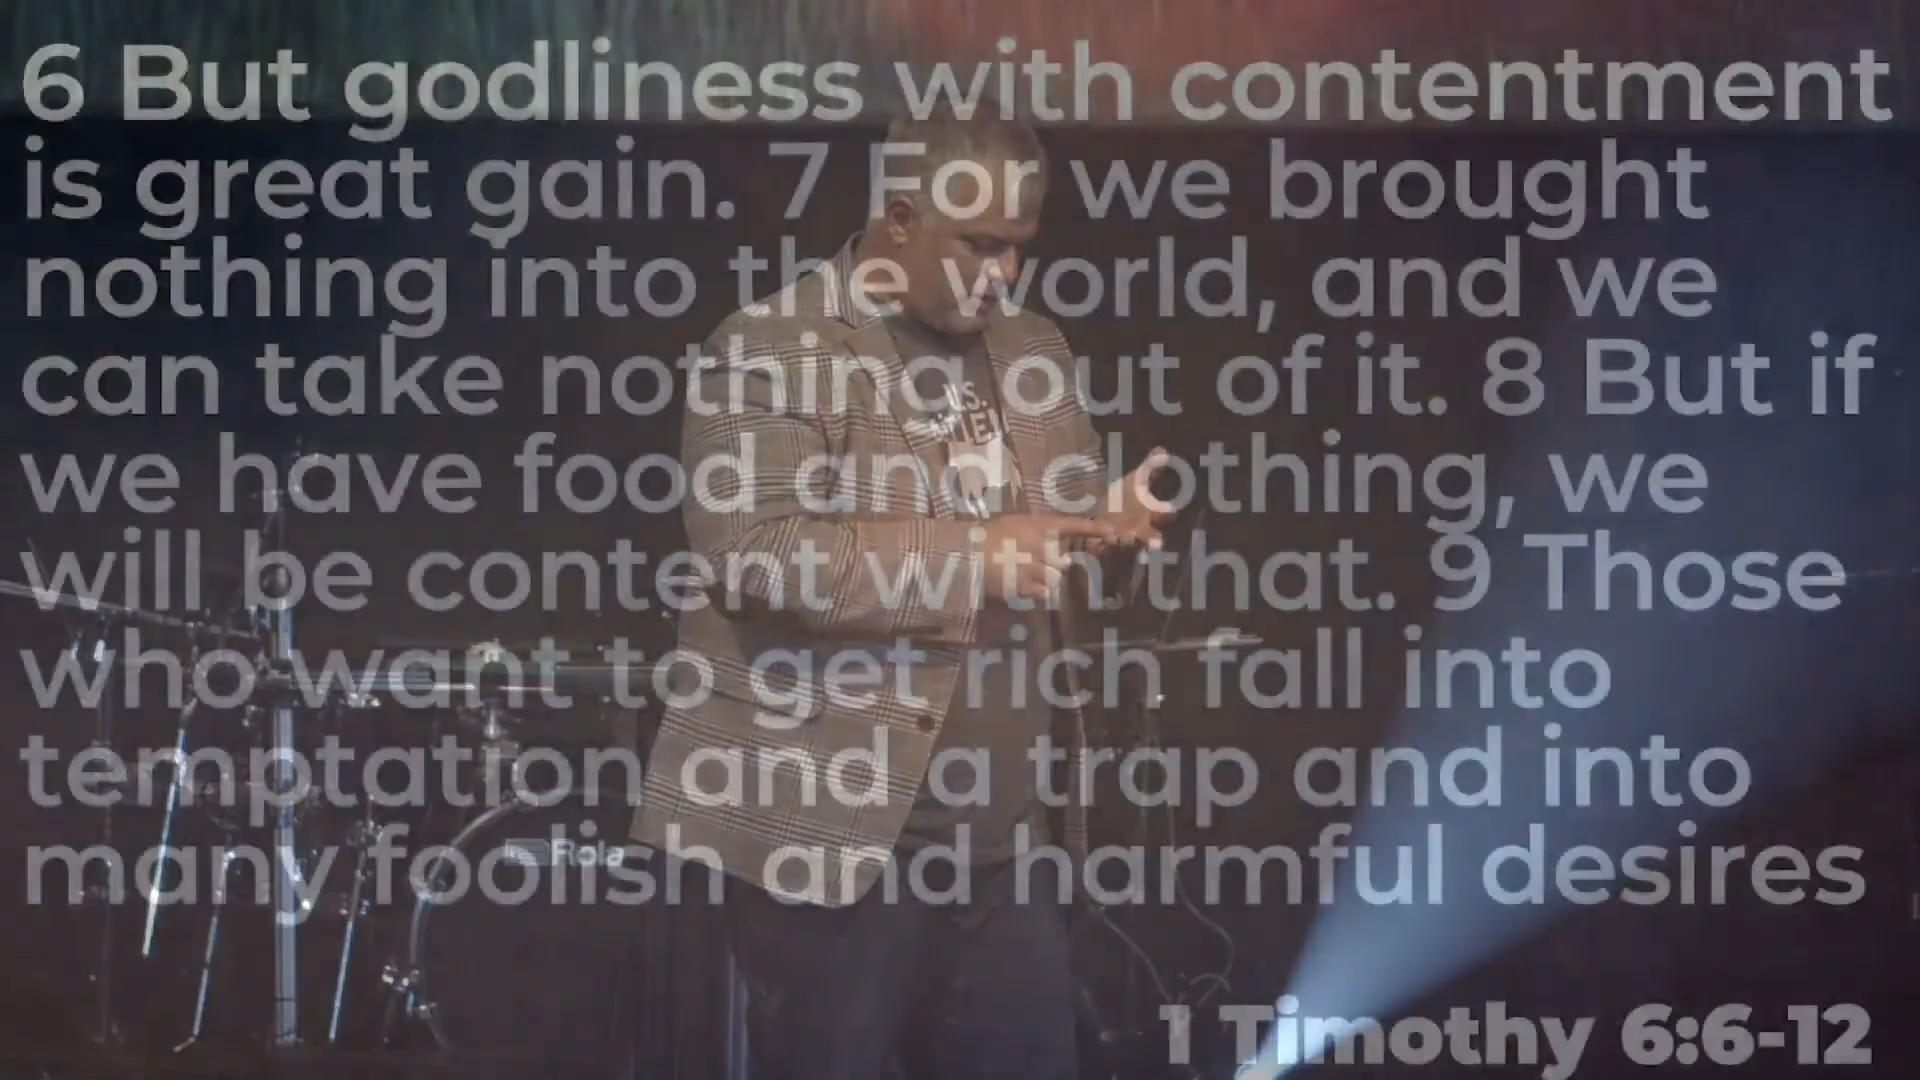 6 But godliness with contentment
is great gain. 7 For we brought
nothing into the world, and we
can take nothing out of it. 8 But if
we have food and clothing, we
will be content with that. 9 Those
who want to get rich fall into
temptation and a trap and into
many foolish and harmful desires
1 Timothy 6:6-12